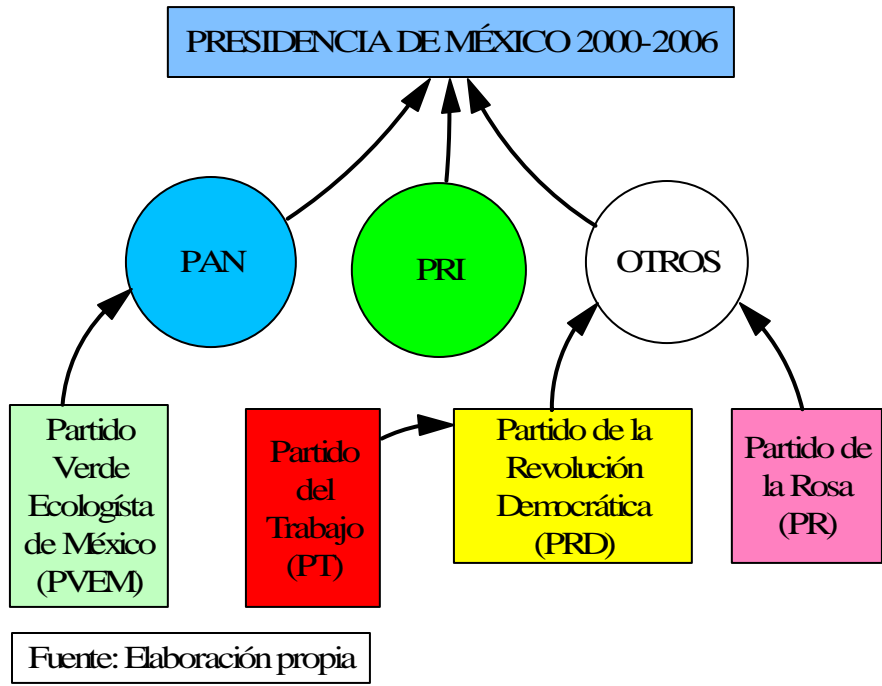 PRESIDENCIA DE MÉXICO 2000-2006
PAN
PRI
OTROS
Partido
Verde
Ecologísta
de México
(PVEM)
Partido
del
Trabajo
(PT)
Partido de la
Revolución
Democrática
(PRD)
Partido de
la Rosa
(PR)
Fuente: Elaboración propia